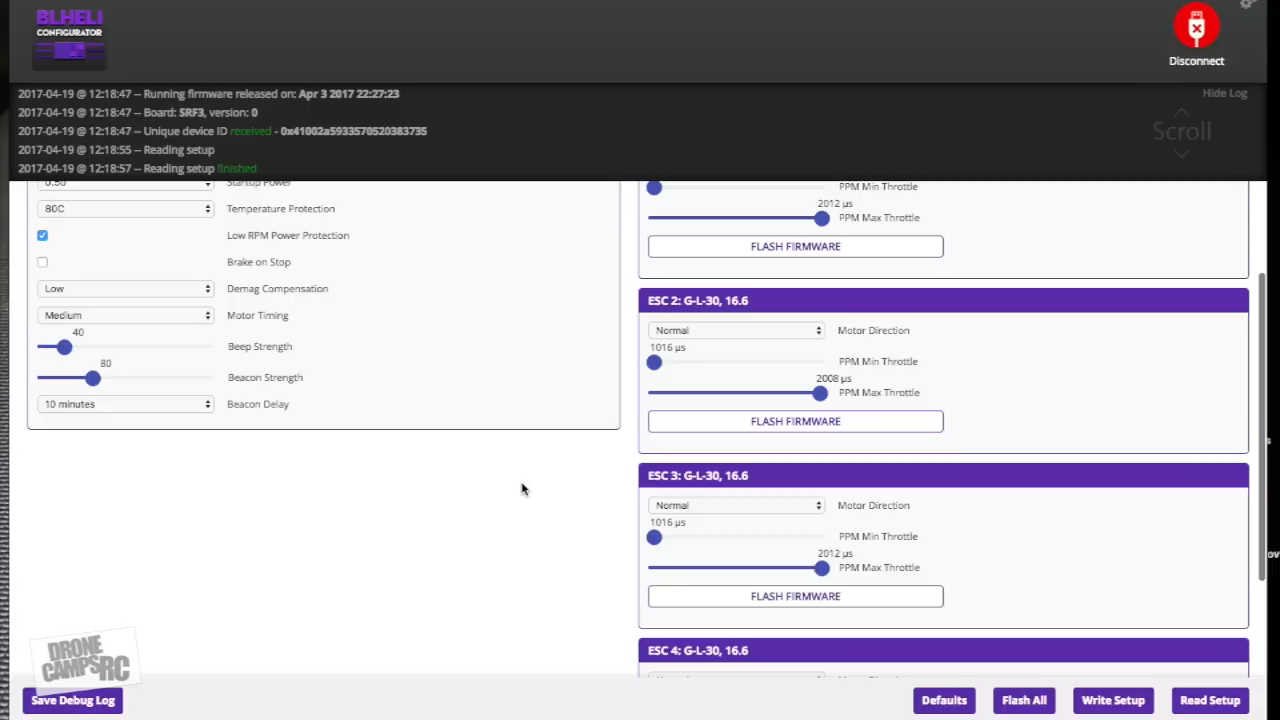 BLHELI
CONFIGURATOR
Disconnect
2017-04-19 @ 12:18:47 -- Running firmware released on: Apr 3 2017 22:27:23
Hide Log
2017-04-19 @ 12:18:47 -- Board: SRF3, version: 0
2017-04-19 @ 12:18:47 -- Unique device ID received - 0x41002a5933570520383735
Scroll
2017-04-19 @ 12:18:55 -- Reading setup
2017-04-19 @ 12:18:57 -- Reading setup finished
0.50 Startup Power
80C Temperature Protection
Low RPM Power Protection
Brake on Stop
Low Demag Compensation
Medium Motor Timing
40
Beep Strength
80
Beacon Strength
10 minutes Beacon Delay
PPM Min Throttle
2012 µs
PPM Max Throttle
FLASH FIRMWARE
ESC 2: G-L-30, 16.6
Normal Motor Direction
1016 µs
PPM Min Throttle
2008 µs
PPM Max Throttle
FLASH FIRMWARE
ESC 3: G-L-30, 16.6
Normal Motor Direction
1016 µs
PPM Min Throttle
2012 µs
PPM Max Throttle
FLASH FIRMWARE
ESC 4: G-L-30, 16.6
DRONE
CAMPSRC
Save Debug Log
Defaults
Flash All
Write Setup
Read Setup